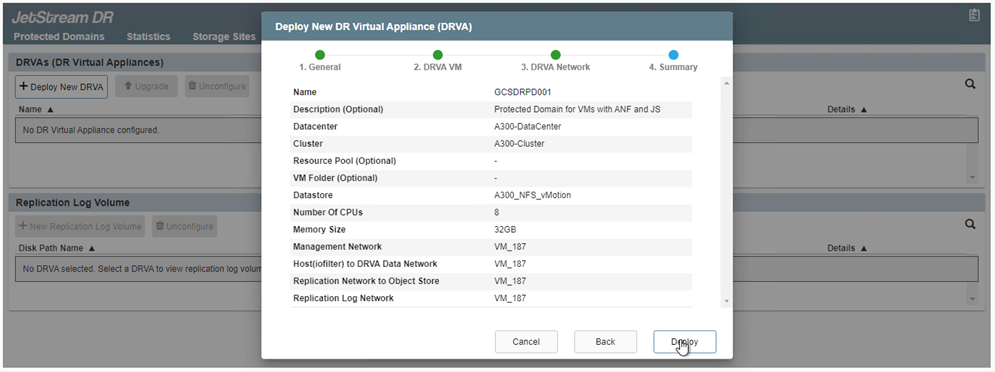 JetStream DR
Protected Domains Statistics Storage Sites
DRVAs (DR Virtual Appliances)
+ Deploy New DRVA Upgrade Unconfigure
Name ▲ Details ▲
No DR Virtual Appliance configured.
Replication Log Volume
+ New Replication Log Volume Unconfigure
Disk Path Name ▲ Details ▲
No DRVA selected. Select a DRVA to view replication log volum
Deploy New DR Virtual Appliance (DRVA)
1. General 2. DRVA VM 3. DRVA Network 4. Summary
Name GCSDRPD001
Description (Optional) Protected Domain for VMs with ANF and JS
Datacenter A300-DataCenter
Cluster A300-Cluster
Resource Pool (Optional) -
VM Folder (Optional) -
Datastore A300_NFS_vMotion
Number Of CPUs 8
Memory Size 32GB
Management Network VM_187
Host(iofilter) to DRVA Data Network VM_187
Replication Network to Object Store VM_187
Replication Log Network VM_187
Cancel Back Deploy